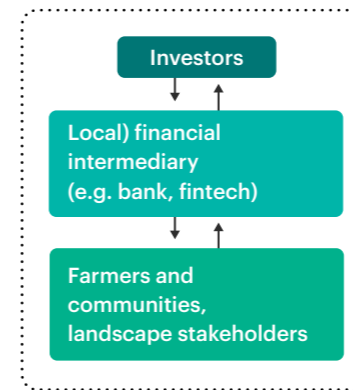 Investors
Local) financial
intermediary
(e.g. bank, fintech)
Farmers and
communities,
landscape stakeholders